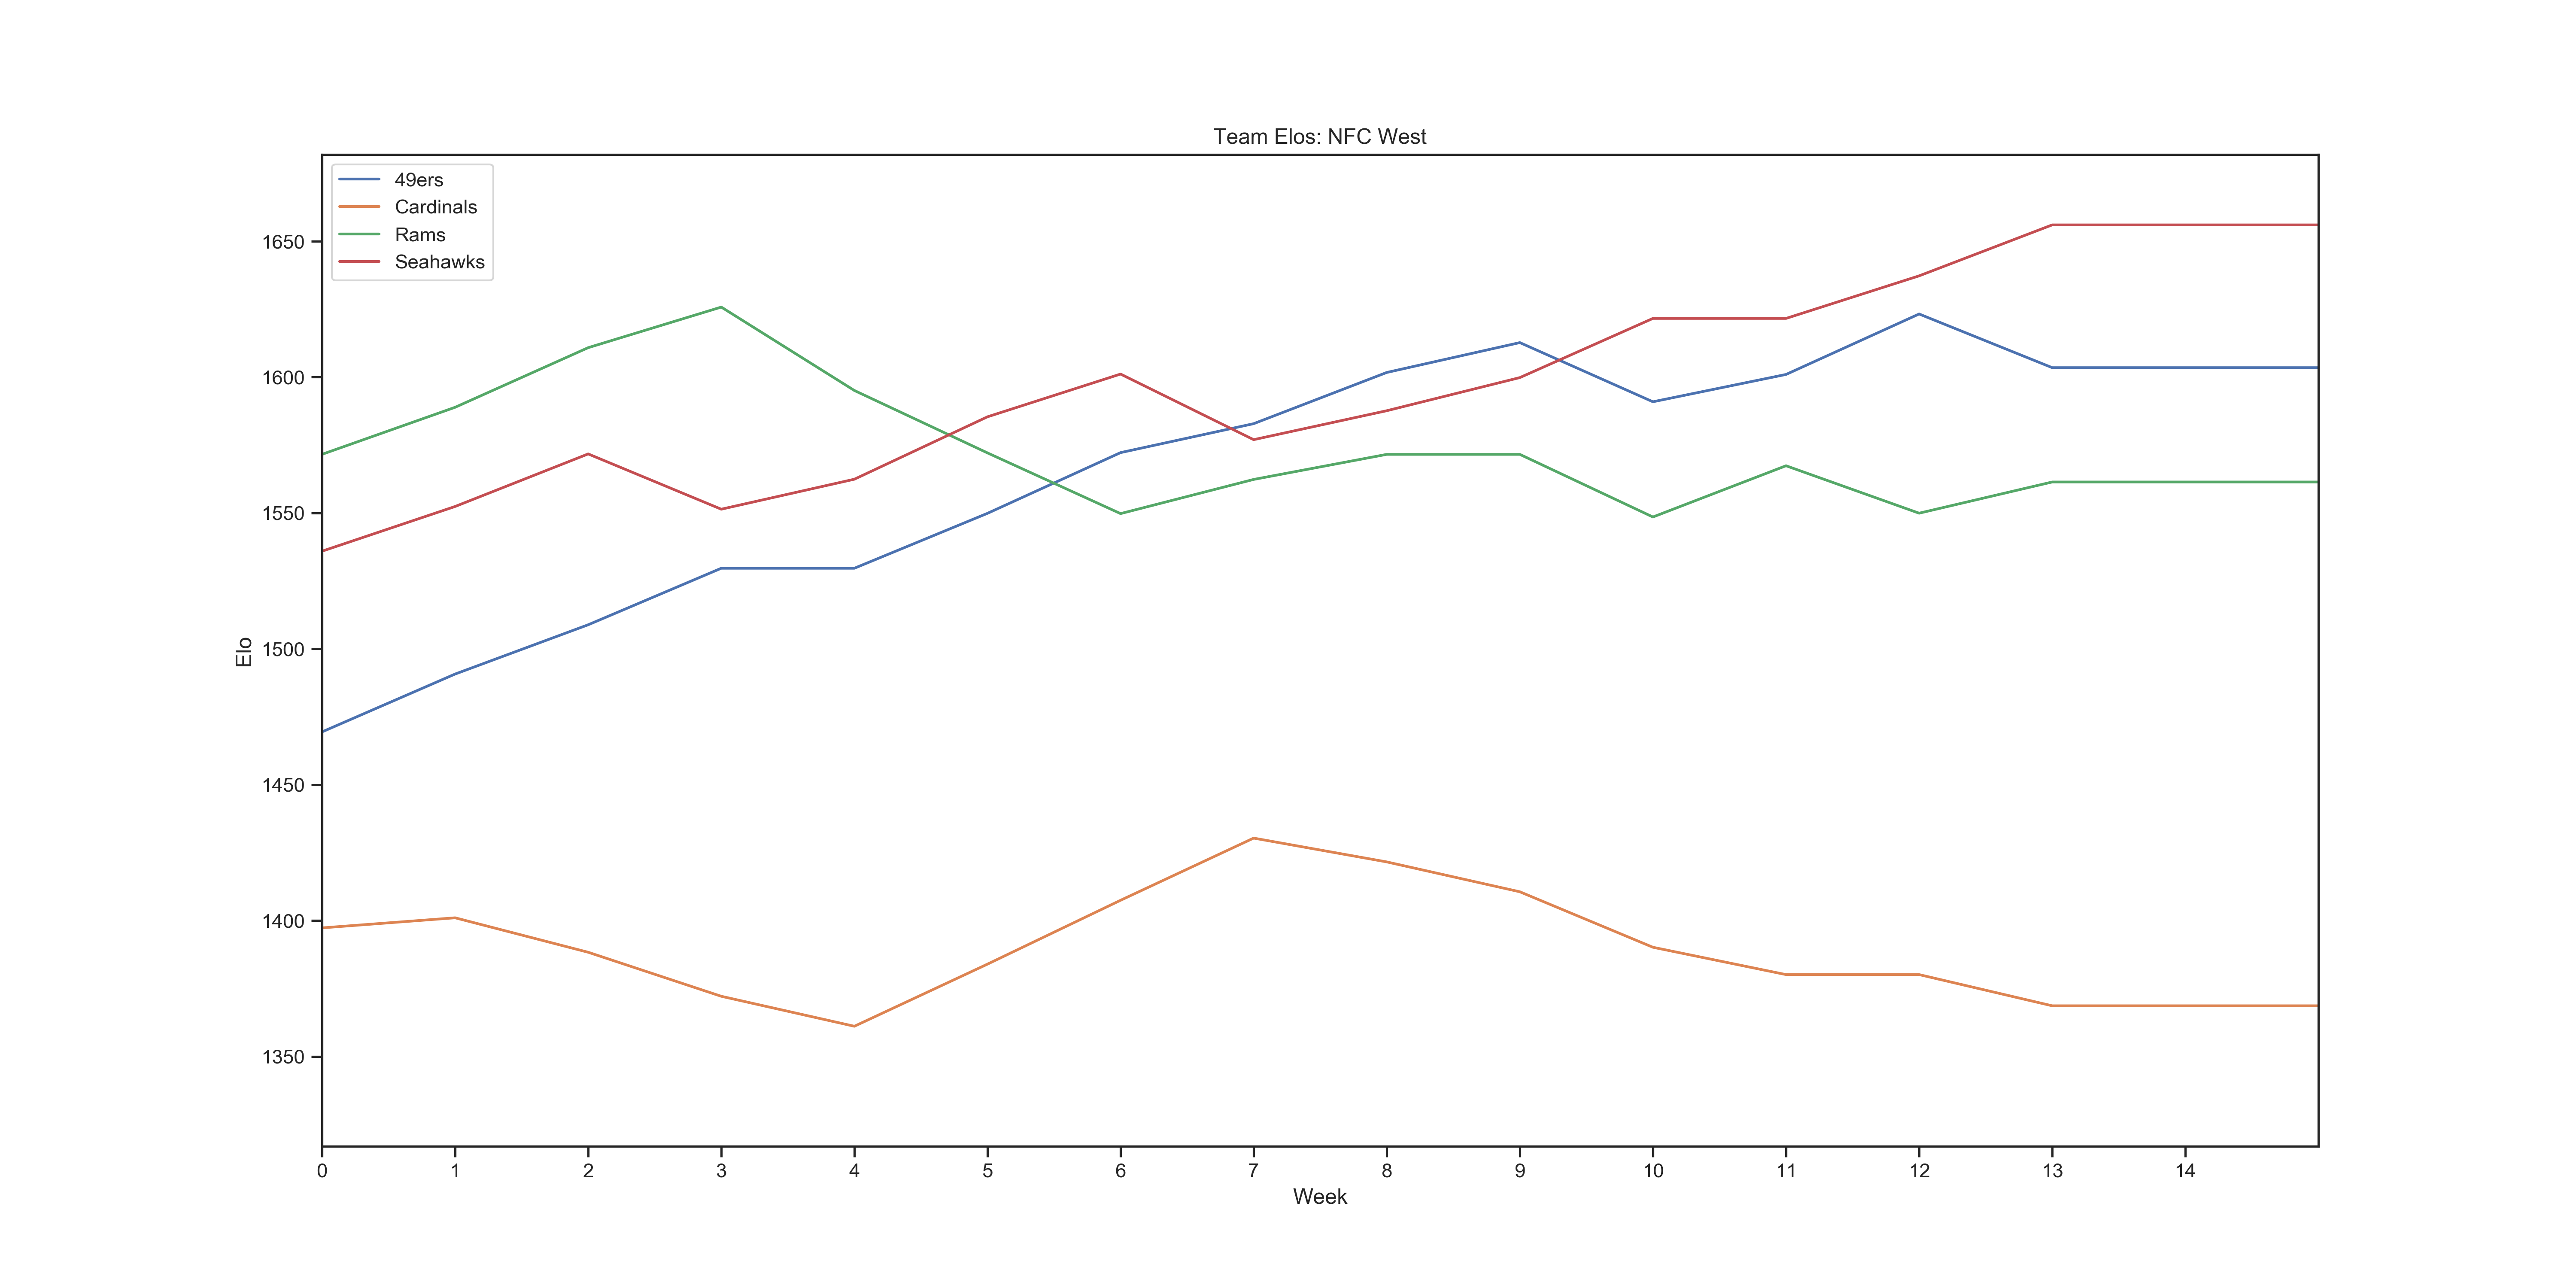 Team Elos: NFC West
49ers
Cardinals
Rams
Seahawks
1650
1600
1550
1500
1450
1400
1350
Elo
0 1 2 3 4 5 6 7 8 9 10 11 12 13 14
Week